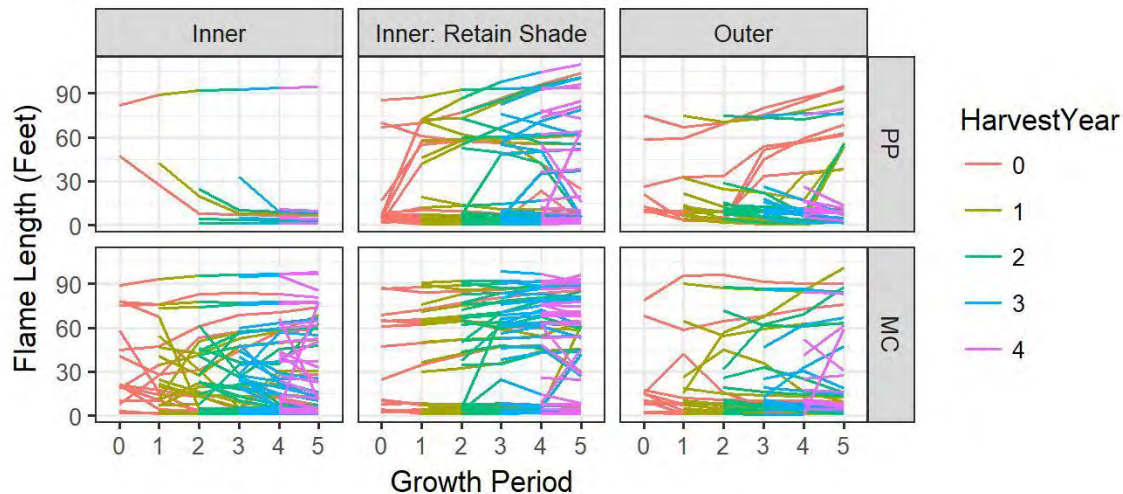 Inner Inner: Retain Shade Outer
Flame Length (Feet)
90
60
30
0
PP
90
60
30
0
MC
0 1 2 3 4 5 0 1 2 3 4 5 0 1 2 3 4 5
Growth Period
HarvestYear
0
1
2
3
4